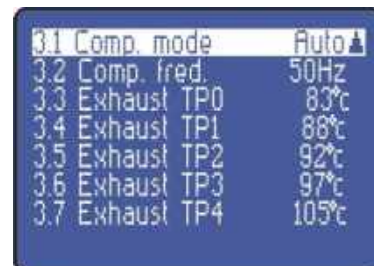 3.1 Comp. mode Auto
3.2 Comp. fred. 50Hz
3.3 Exhaust TP0 83℃
3.4 Exhaust TP1 88℃
3.5 Exhaust TP2 92℃
3.6 Exhaust TP3 97℃
3.7 Exhaust TP4 105℃